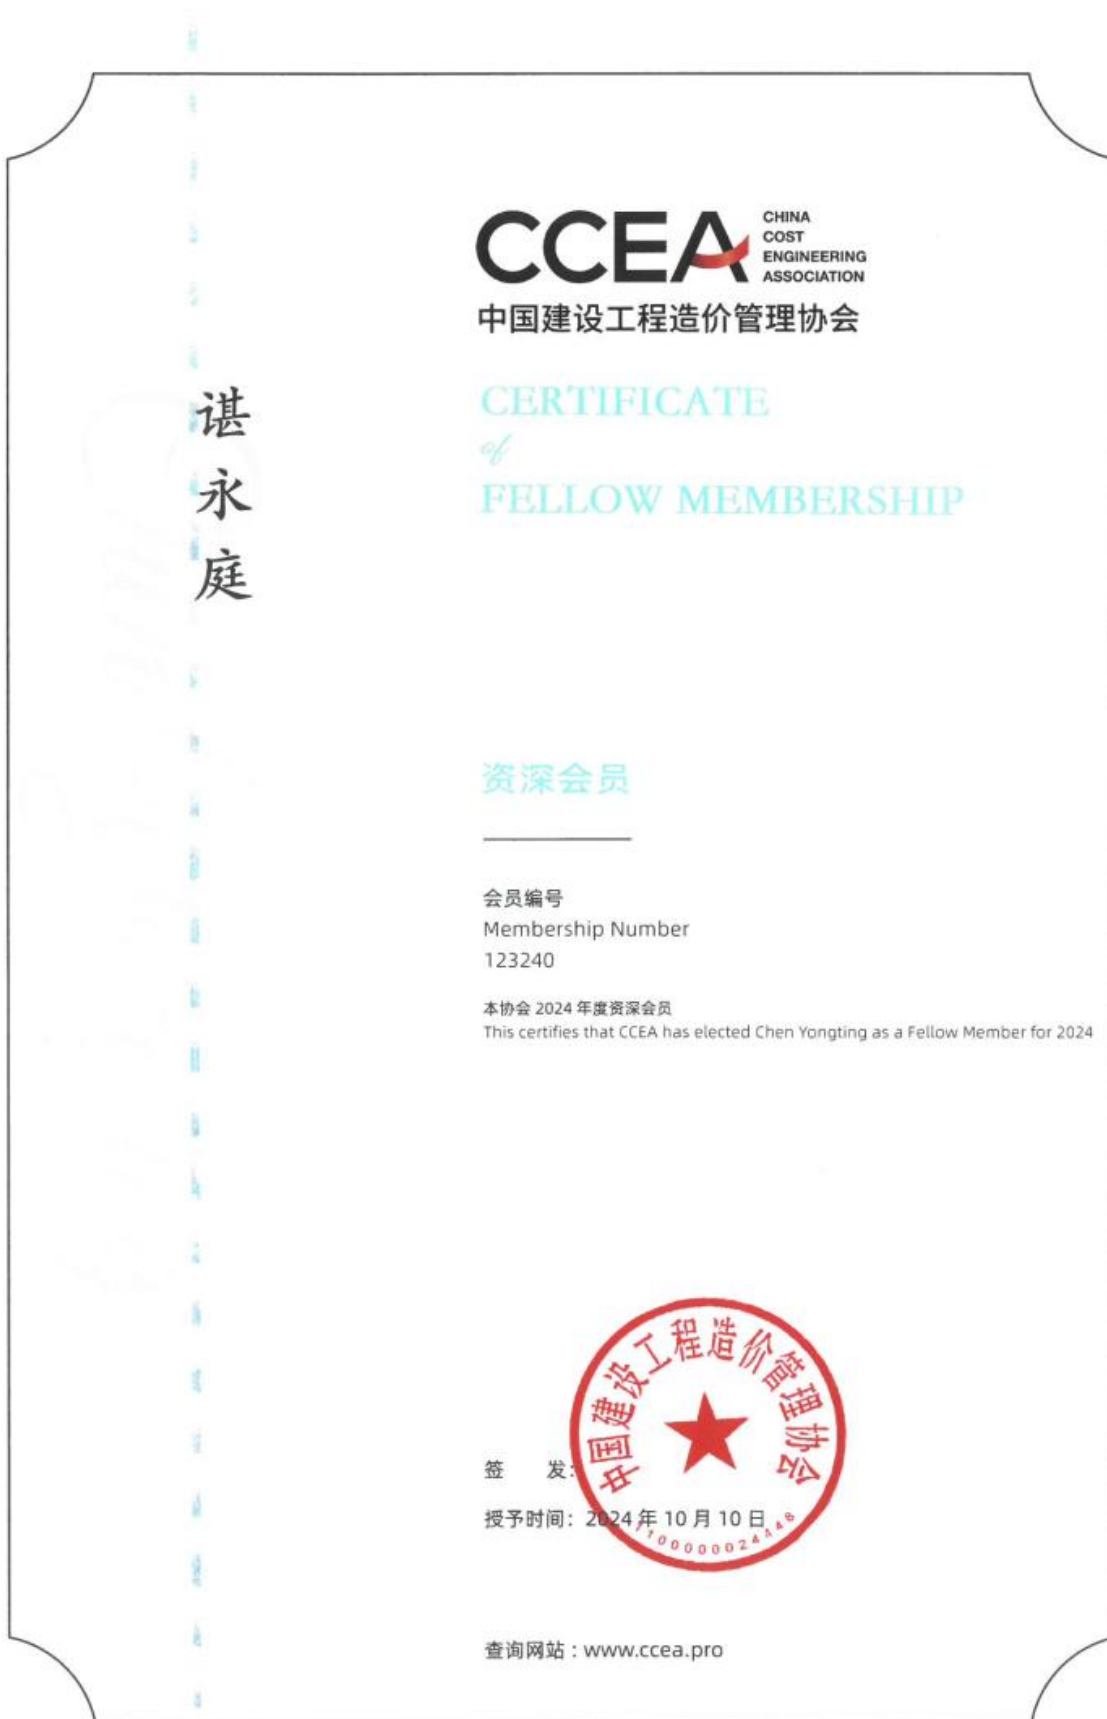 谌永庭
CCEA
CHINA
COST
ENGINEERING
ASSOCIATION
中国建设工程造价管理协会
CERTIFICATE
of
FELLOW MEMBERSHIP
资深会员
会员编号
Membership Number
123240
本协会 2024 年度资深会员
This certifies that CCEA has elected Chen Yongting as a Fellow Member for 2024
中国建设工程造价管理协会
签 发:
授予时间：2024 年 10 月 10 日
1100000024448
查询网站：www.ccea.pro